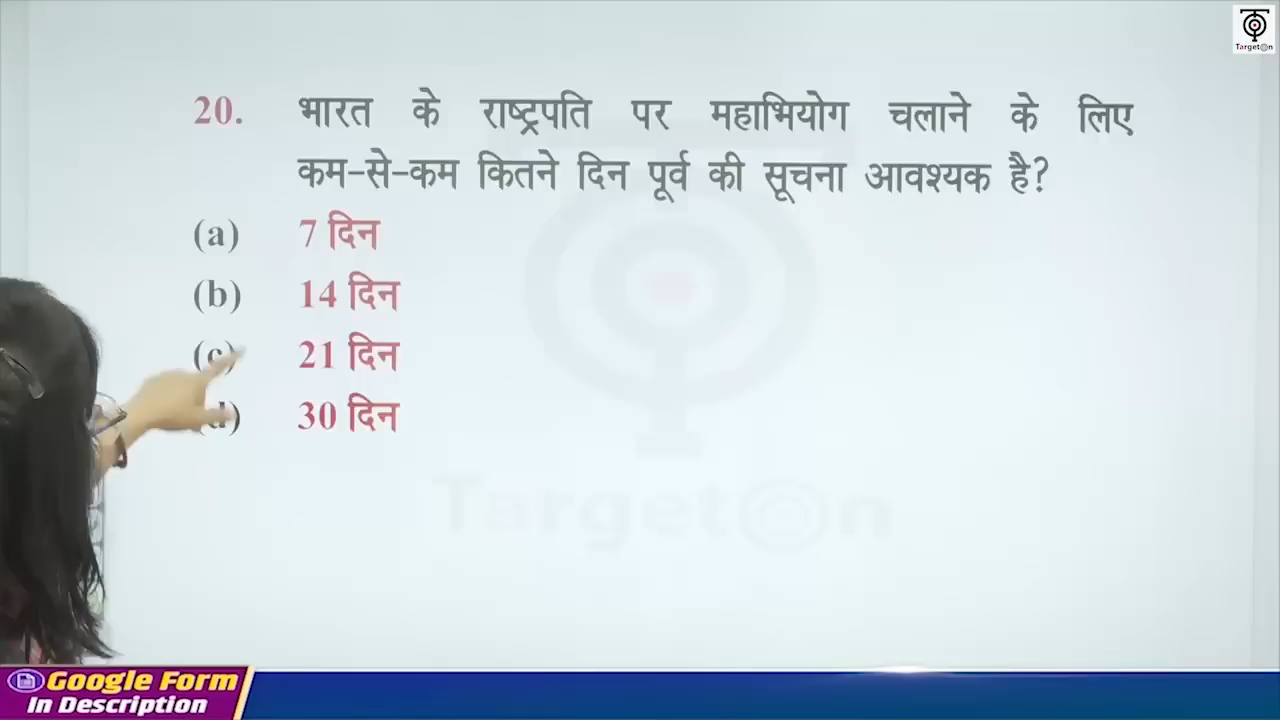 Target n
20. भारत के राष्ट्रपति पर महाभियोग चलाने के लिए
कम-से-कम कितने दिन पूर्व की सूचना आवश्यक है?
(a) 7 दिन
(b) 14 दिन
(c) 21 दिन
(d) 30 दिन
Target n
Google Form
In Description